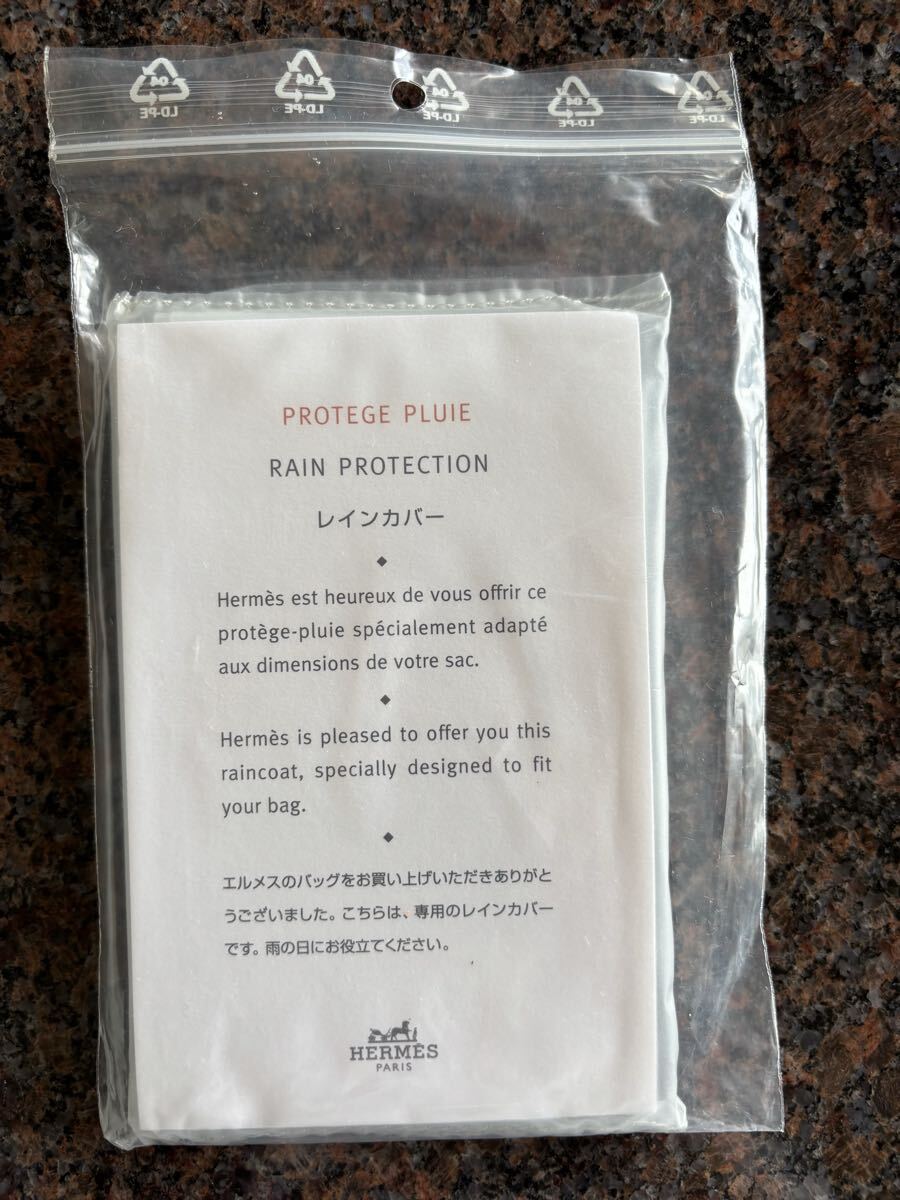 04 04 04 04 04
LD-PE LD-PE LD-PE LD-PE LD-PE
PROTEGE PLUIE
RAIN PROTECTION
レインカバー
Hermès est heureux de vous offrir ce
protège-pluie spécialement adapté
aux dimensions de votre sac.
Hermès is pleased to offer you this
raincoat, specially designed to fit
your bag.
エルメスのバッグをお買い上げいただきありがと
うございました。こちらは、専用のレインカバー
です。雨の日にお役立てください。
HERMÈS
PARIS